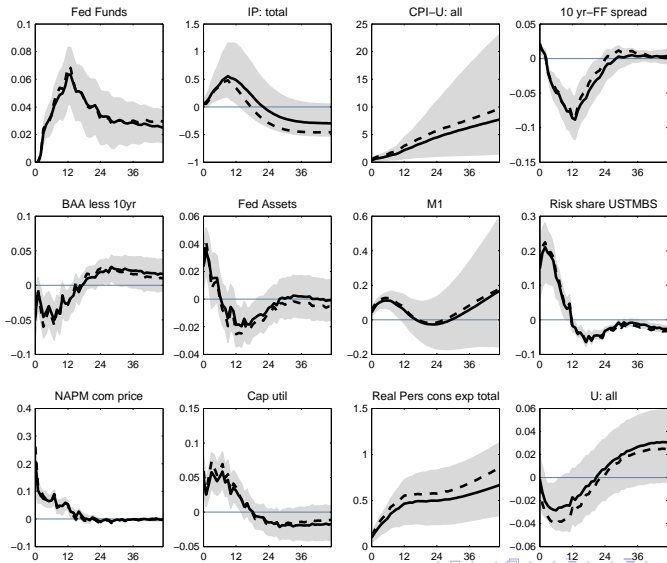 Fed Funds
IP: total
CPI−U: all
10 yr−FF spread
0.1
0.08
0.06
0.04
0.02
0
0 12 24 36
1.5
1
0.5
0
−0.5
−1
0 12 24 36
25
20
15
10
5
0
0 12 24 36
0.05
0
−0.05
−0.1
−0.15
0 12 24 36
BAA less 10yr
Fed Assets
M1
Risk share USTMBS
0.1
0.05
0
−0.05
−0.1
0 12 24 36
0.06
0.04
0.02
0
−0.02
−0.04
0 12 24 36
0.6
0.4
0.2
0
−0.2
0 12 24 36
0.3
0.2
0.1
0
−0.1
0 12 24 36
NAPM com price
Cap util
Real Pers cons exp total
U: all
0.4
0.3
0.2
0.1
0
−0.1
0 12 24 36
0.15
0.1
0.05
0
−0.05
0 12 24 36
1.5
1
0.5
0
0 12 24 36
0.06
0.04
0.02
0
−0.02
−0.04
−0.06
0 12 24 36